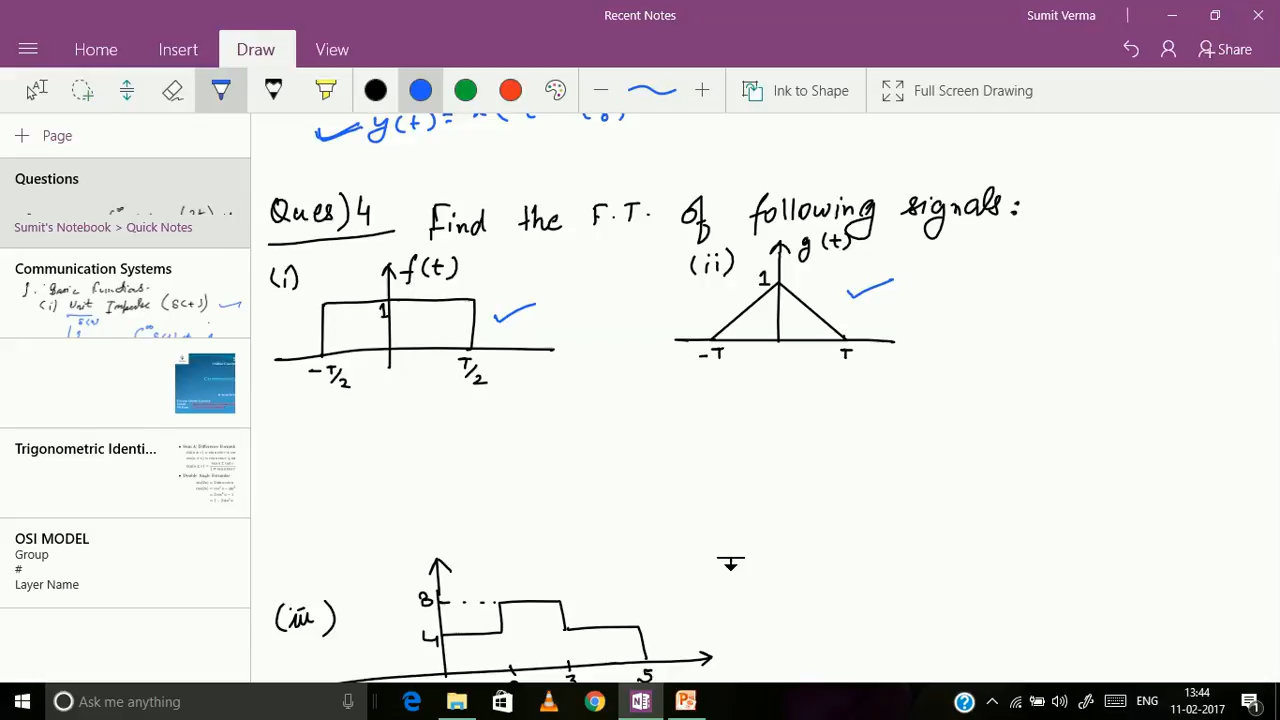 Recent Notes
Sumit Verma
Home
Insert
Draw
View
Share
Ink to Shape
Full Screen Drawing
Page
Questions
Sumit's Notebook > Quick Notes
Communication Systems
(i) Unit Impulse (δ(t))
Trigonometric Identi...
OSI MODEL
Group
#
Layer Name
y(t)=
Ques) 4 Find the F.T. of following signals:
(i)
f(t)
1
-T/2
T/2
(ii)
g(t)
1
-T
T
(iii)
8
4
3
5
Ask me anything
ENG
13:44
11-02-2017